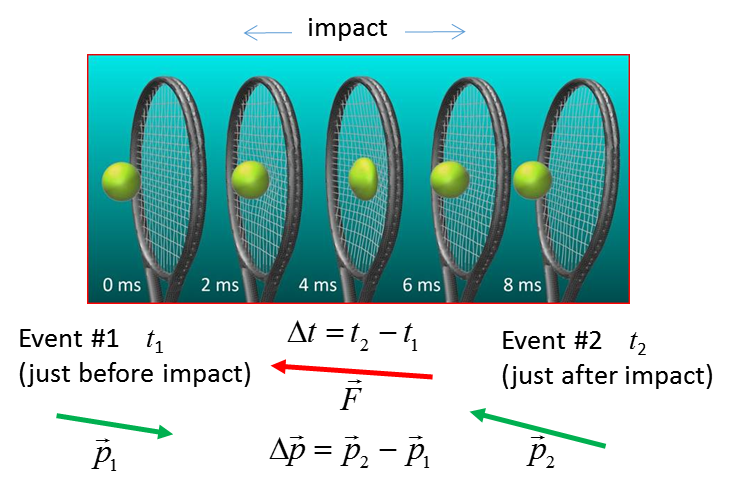 impact
0 ms 2 ms 4 ms 6 ms 8 ms
Event #1 t₁
(just before impact)
Δt = t₂ − t₁
Event #2 t₂
(just after impact)
F⃗
p⃗₁
Δp⃗ = p⃗₂ − p⃗₁
p⃗₂